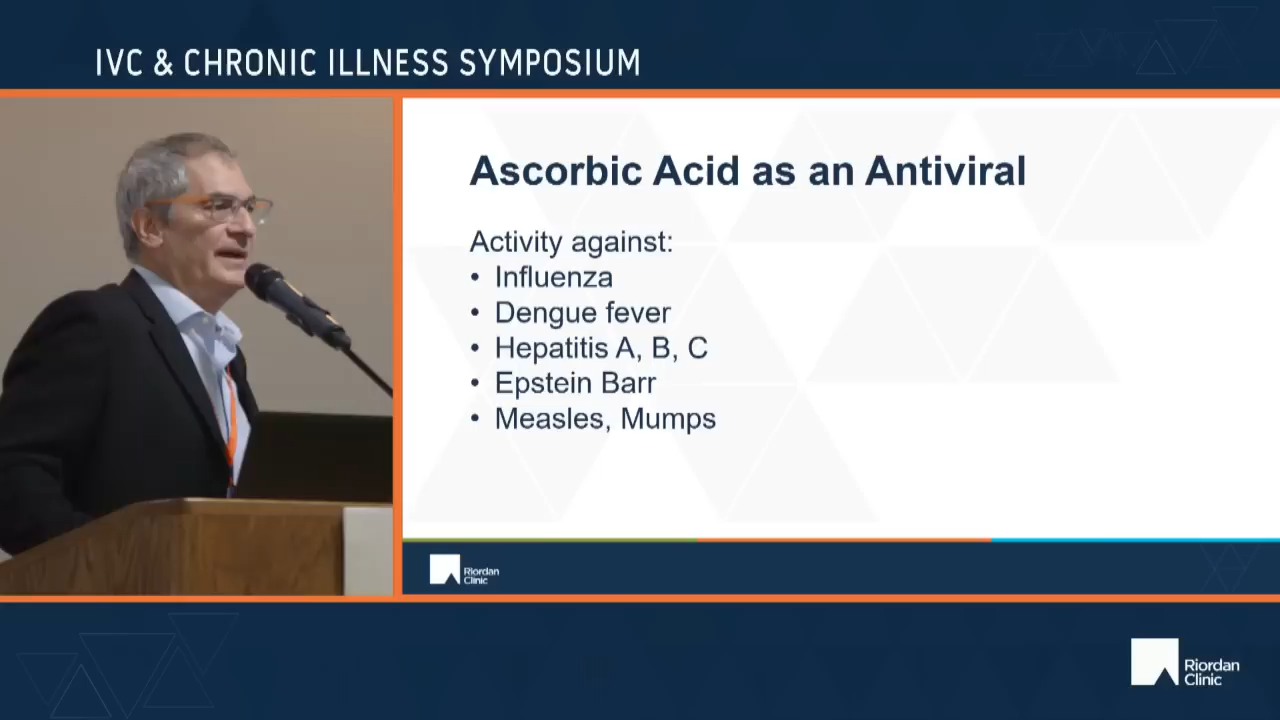 IVC & CHRONIC ILLNESS SYMPOSIUM
Ascorbic Acid as an Antiviral
Activity against:
• Influenza
• Dengue fever
• Hepatitis A, B, C
• Epstein Barr
• Measles, Mumps
Riordan
Clinic
Riordan
Clinic